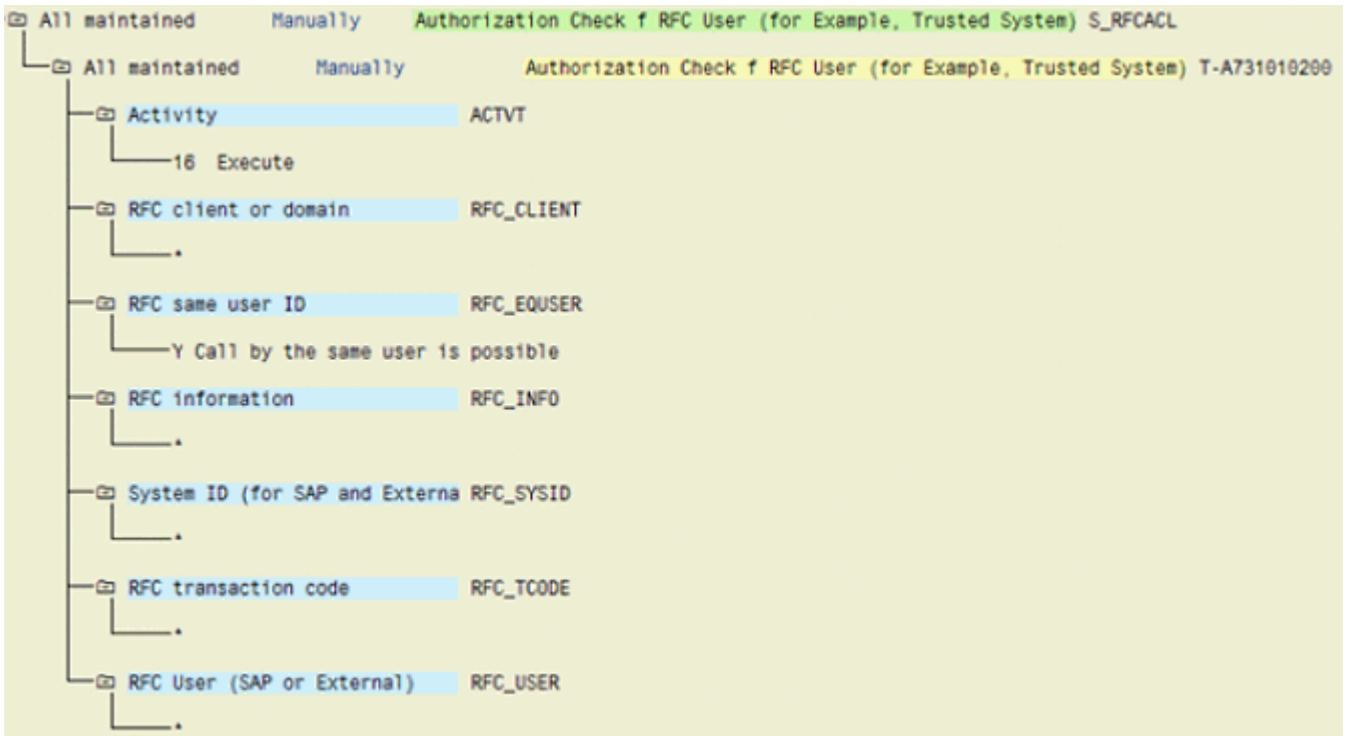 All maintained Manually Authorization Check f RFC User (for Example, Trusted System) S_RFCACL
All maintained Manually Authorization Check f RFC User (for Example, Trusted System) T-A731010200
Activity ACTVT
16 Execute
RFC client or domain RFC_CLIENT
*
RFC same user ID RFC_EQUSER
Y Call by the same user is possible
RFC information RFC_INFO
*
System ID (for SAP and Externa RFC_SYSID
*
RFC transaction code RFC_TCODE
*
RFC User (SAP or External) RFC_USER
*